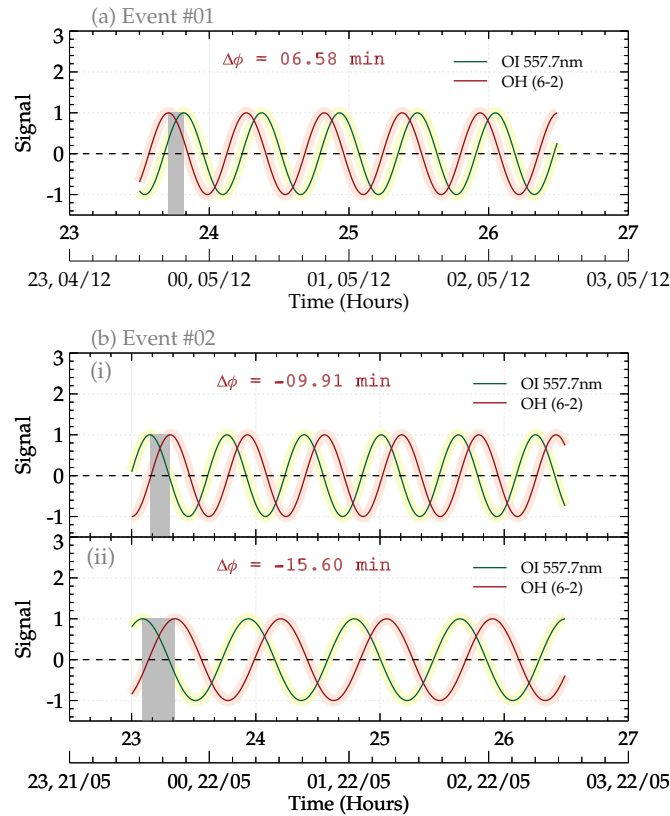 (a) Event #01
3
2
1
0
-1
Signal
Δϕ = 06.58 min
OI 557.7nm
OH (6-2)
23 24 25 26 27
23, 04/12 00, 05/12 01, 05/12 02, 05/12 03, 05/12
Time (Hours)
(b) Event #02
(i)
3
2
1
0
-1
Signal
Δϕ = -09.91 min
OI 557.7nm
OH (6-2)
(ii)
3
2
1
0
-1
Signal
Δϕ = -15.60 min
OI 557.7nm
OH (6-2)
23 24 25 26 27
23, 21/05 00, 22/05 01, 22/05 02, 22/05 03, 22/05
Time (Hours)